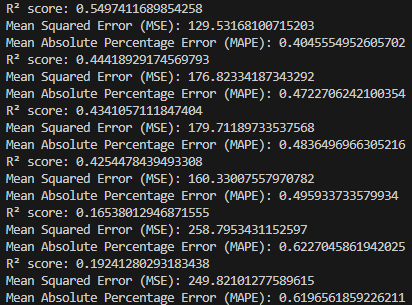 R² score: 0.5497411689854258
Mean Squared Error (MSE): 129.53168100715203
Mean Absolute Percentage Error (MAPE): 0.4045554952605702
R² score: 0.44418929174569793
Mean Squared Error (MSE): 176.82334187343292
Mean Absolute Percentage Error (MAPE): 0.4722706242100354
R² score: 0.4341057111847404
Mean Squared Error (MSE): 179.71189733537568
Mean Absolute Percentage Error (MAPE): 0.4836496966305216
R² score: 0.4254478439493308
Mean Squared Error (MSE): 160.33007557970782
Mean Absolute Percentage Error (MAPE): 0.495933733579934
R² score: 0.16538012946871555
Mean Squared Error (MSE): 258.7953431152597
Mean Absolute Percentage Error (MAPE): 0.6227045861942025
R² score: 0.19241280293183438
Mean Squared Error (MSE): 249.82101277589615
Mean Absolute Percentage Error (MAPE): 0.6196561859226211